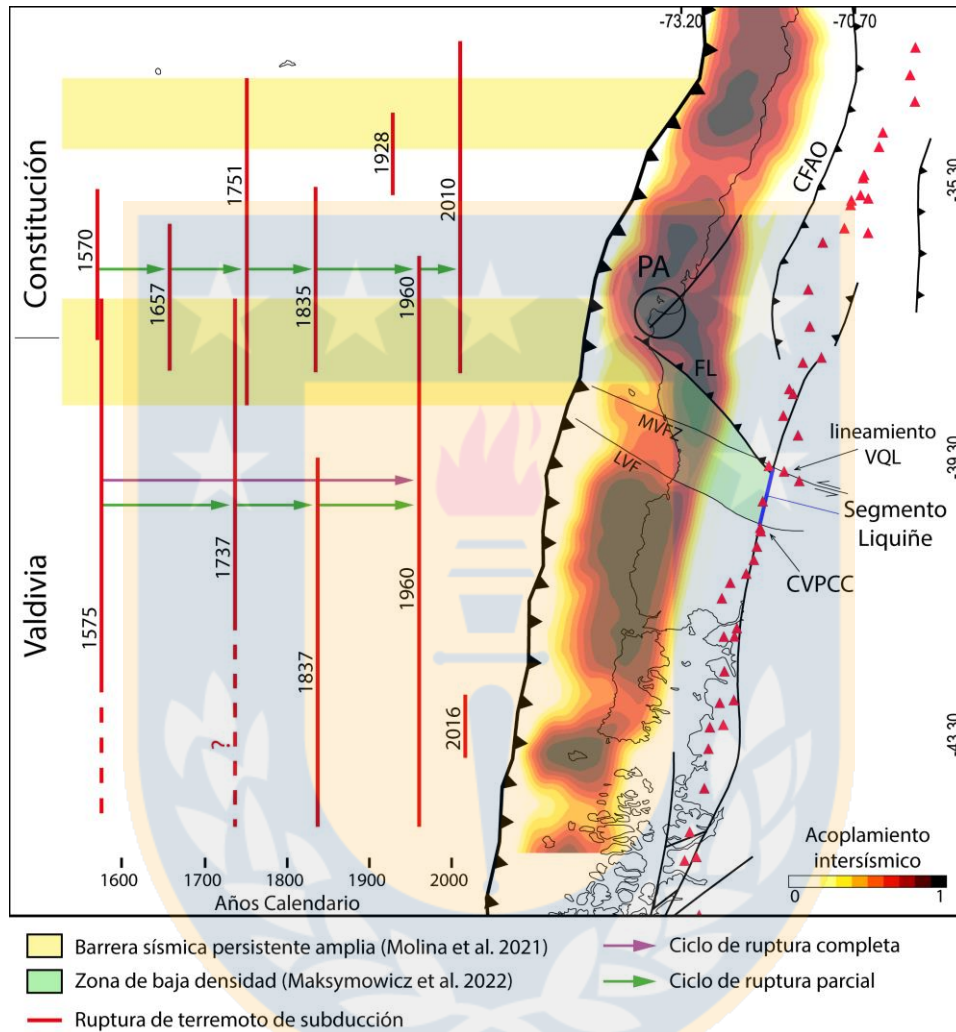 -73.20
-70.70
Constitución
Valdivia
1570
1575
1657
1737
?
1751
1835
1837
1928
1960
1960
2010
2016
PA
CFAO
FL
MVFZ
LVF
-35.30
-39.30
-43.30
lineamiento
VQL
Segmento
Liquiñe
CVPCC
Acoplamiento
intersísmico
0
1
1600
1700
1800
1900
2000
Años Calendario
Barrera sísmica persistente amplia (Molina et al. 2021)
Zona de baja densidad (Maksymowicz et al. 2022)
Ruptura de terremoto de subducción
Ciclo de ruptura completa
Ciclo de ruptura parcial